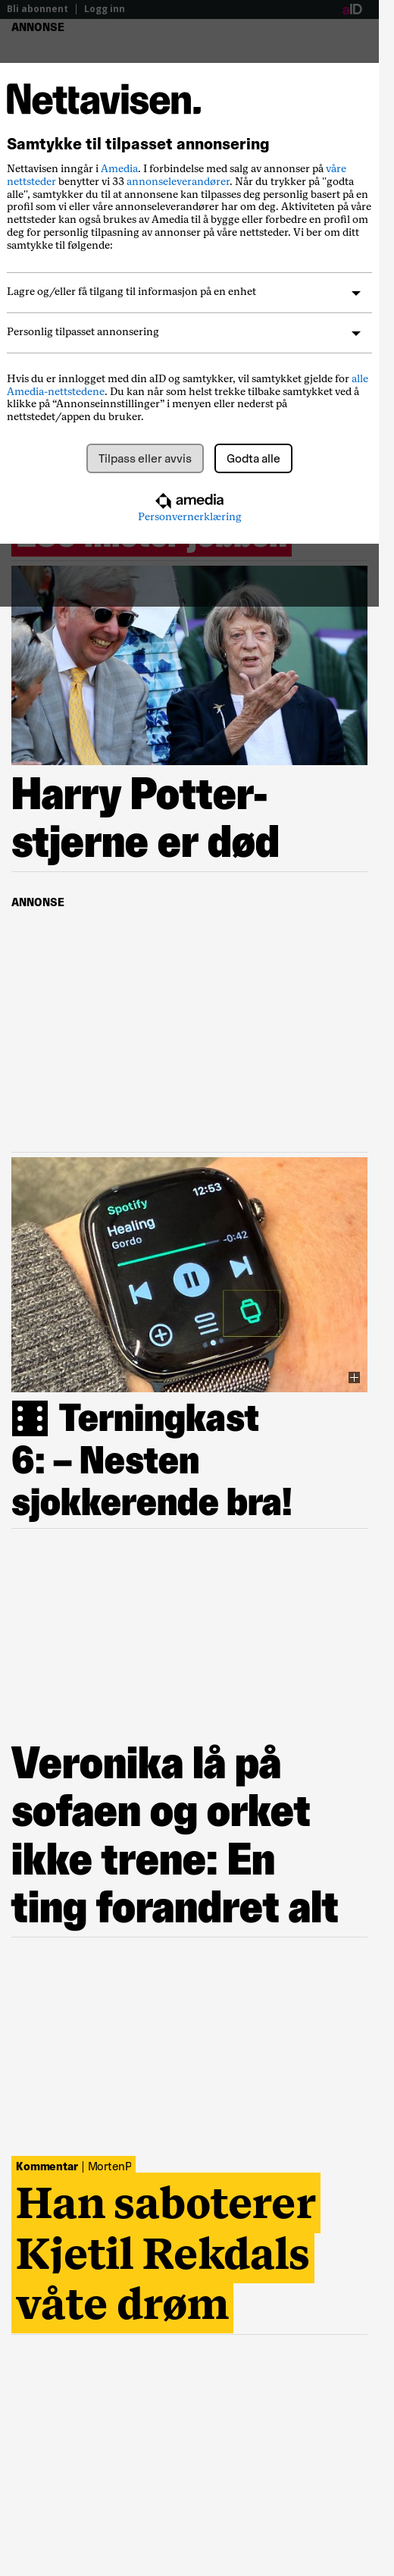 Bli abonnent | Logg inn
aID
ANNONSE
Nettavisen.
Samtykke til tilpasset annonsering
Nettavisen inngår i Amedia. I forbindelse med salg av annonser på våre
nettsteder benytter vi 33 annonseleverandører. Når du trykker på "godta
alle", samtykker du til at annonsene kan tilpasses deg personlig basert på en
profil som vi eller våre annonseleverandører har om deg. Aktiviteten på våre
nettsteder kan også brukes av Amedia til å bygge eller forbedre en profil om
deg for personlig tilpasning av annonser på våre nettsteder. Vi ber om ditt
samtykke til følgende:
Lagre og/eller få tilgang til informasjon på en enhet
Personlig tilpasset annonsering
Hvis du er innlogget med din aID og samtykker, vil samtykket gjelde for alle
Amedia-nettstedene. Du kan når som helst trekke tilbake samtykket ved å
klikke på “Annonseinnstillinger” i menyen eller nederst på
nettstedet/appen du bruker.
Tilpass eller avvis
Godta alle
amedia
Personvernerklæring
Harry Potter-
stjerne er død
ANNONSE
12:53
Spotify
Healing
Gordo
-0:42
Terningkast
6: – Nesten
sjokkerende bra!
Veronika lå på
sofaen og orket
ikke trene: En
ting forandret alt
Kommentar | MortenP
Han saboterer
Kjetil Rekdals
våte drøm